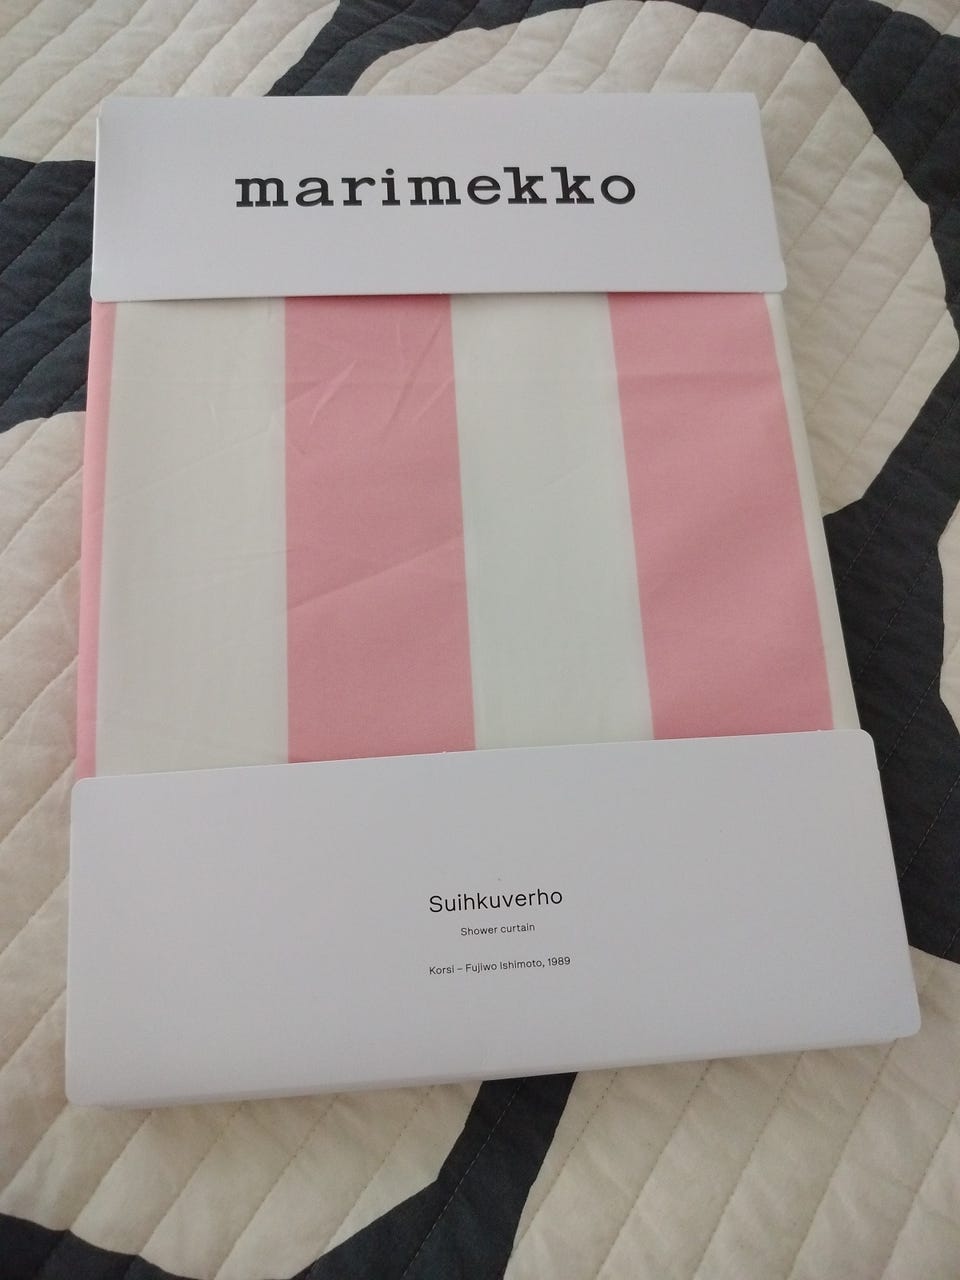 marimekko
Suihkuverho
Shower curtain
Korsi – Fujiwo Ishimoto, 1989